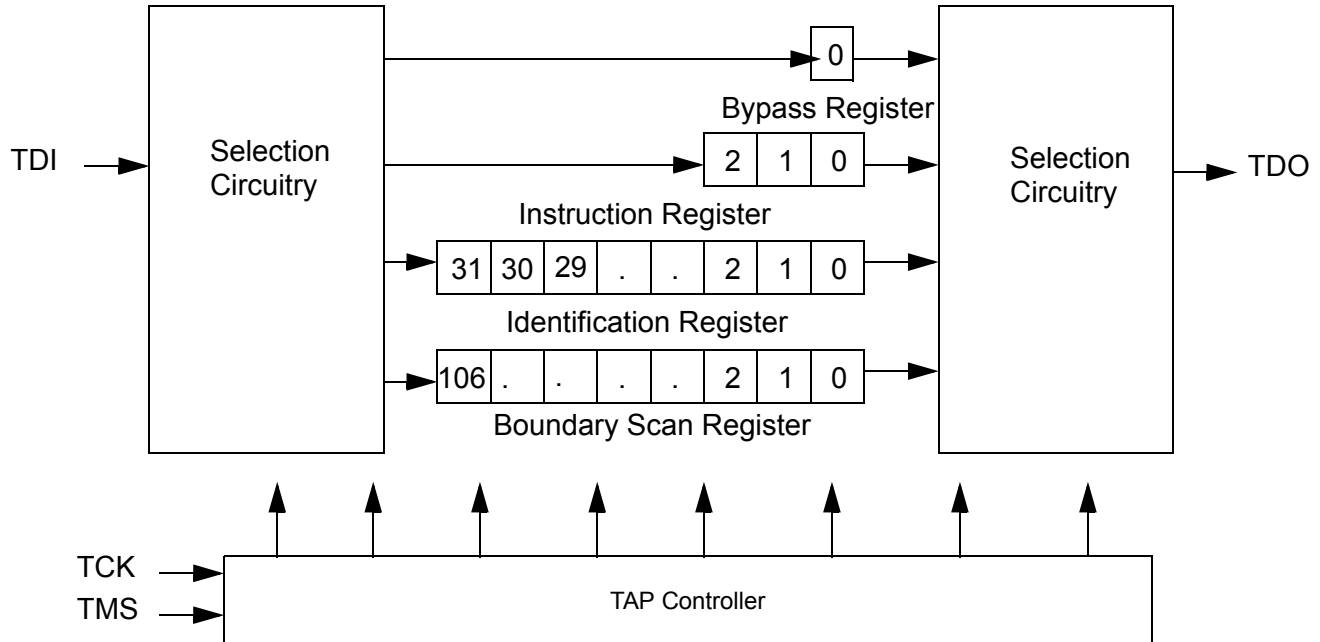 0
Bypass Register
TDI
Selection
Circuitry
2 1 0
Selection
Circuitry
TDO
Instruction Register
31 30 29 . . 2 1 0
Identification Register
106 . . . . 2 1 0
Boundary Scan Register
TCK
TMS
TAP Controller